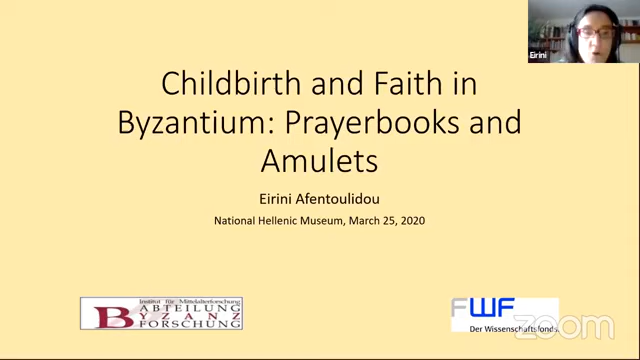 Eirini
Childbirth and Faith in
Byzantium: Prayerbooks and
Amulets
Eirini Afentoulidou
National Hellenic Museum, March 25, 2020
Institut für Mittelalterforschung
ABTEILUNG
BYZANZ
FORSCHUNG
FWF
Der Wissenschaftsfonds.
zoom